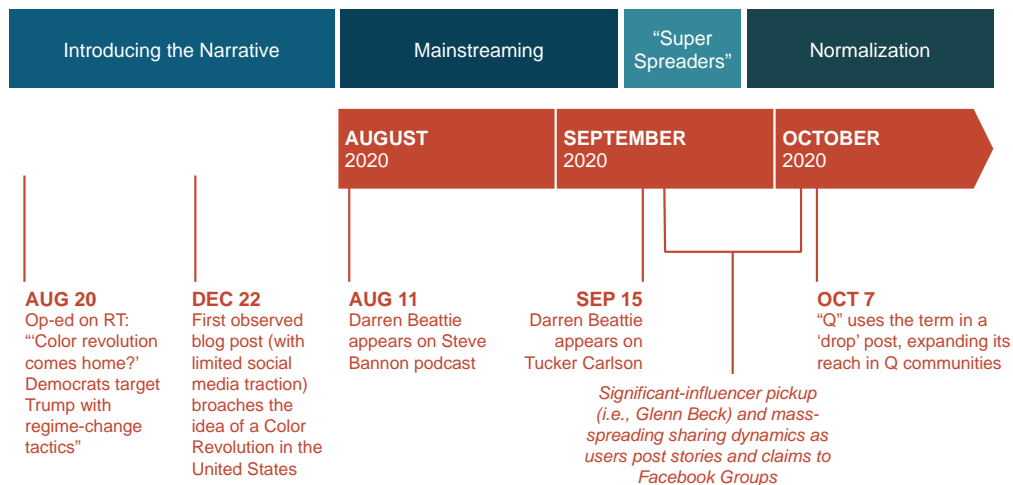 Introducing the Narrative
Mainstreaming
“Super
Spreaders”
Normalization
AUGUST
2020
SEPTEMBER
2020
OCTOBER
2020
AUG 20
Op-ed on RT:
“‘Color revolution
comes home?’
Democrats target
Trump with
regime-change
tactics”
DEC 22
First observed
blog post (with
limited social
media traction)
broaches the
idea of a Color
Revolution in the
United States
AUG 11
Darren Beattie
appears on Steve
Bannon podcast
SEP 15
Darren Beattie
appears on
Tucker Carlson
Significant-influencer pickup
(i.e., Glenn Beck) and mass-
spreading sharing dynamics as
users post stories and claims to
Facebook Groups
OCT 7
“Q” uses the term in a
‘drop’ post, expanding its
reach in Q communities